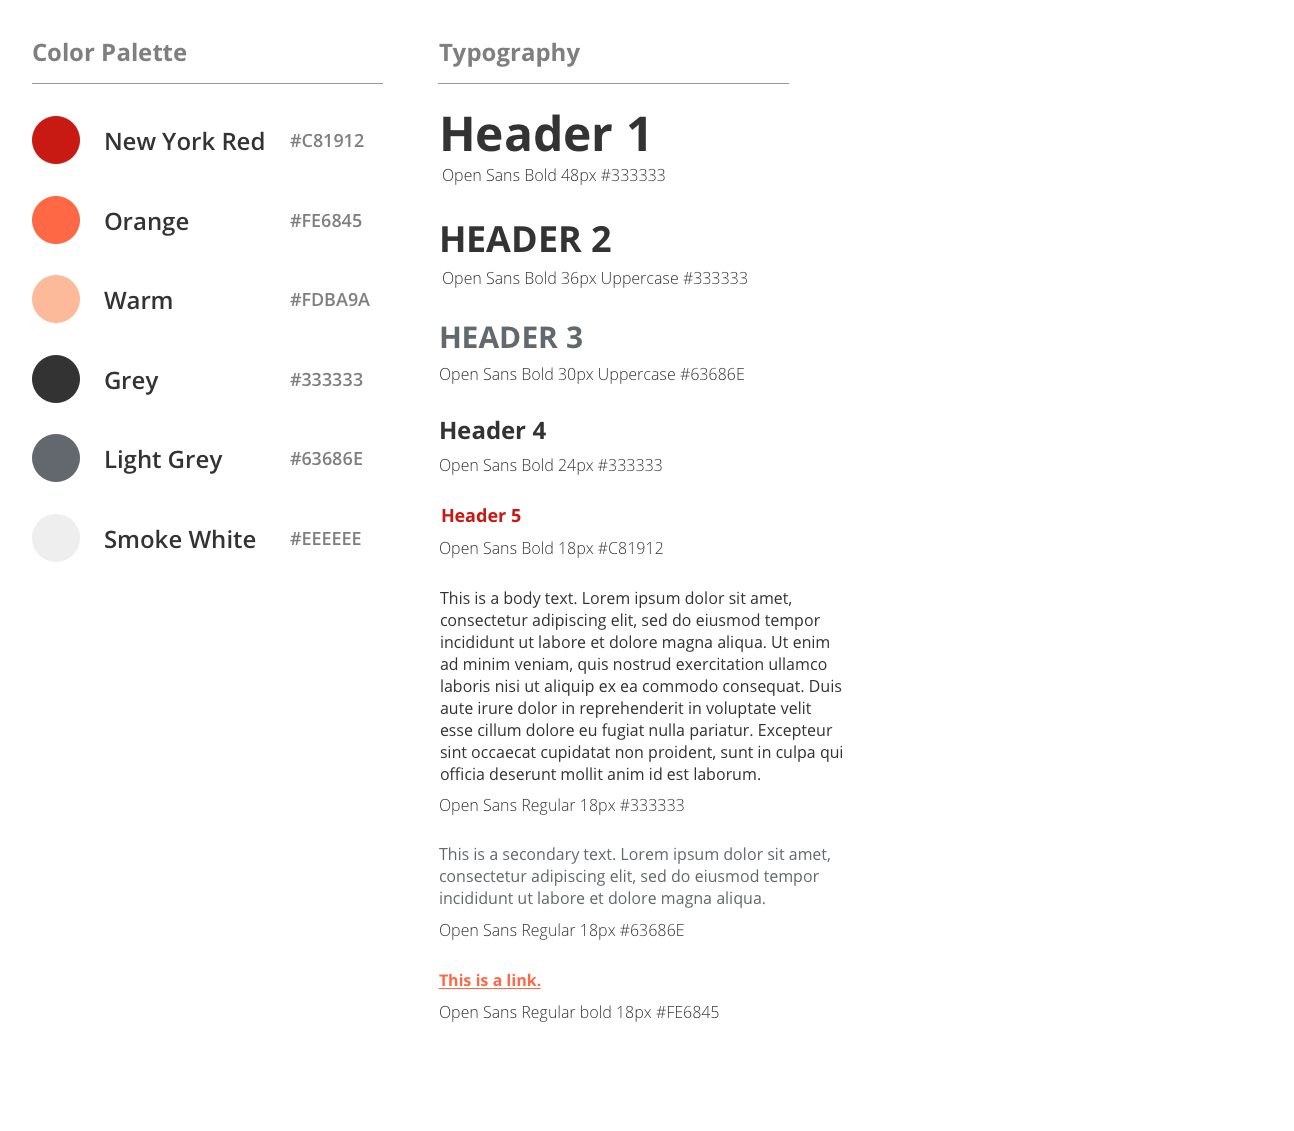 Color Palette
New York Red #C81912
Orange #FE6845
Warm #FDBA9A
Grey #333333
Light Grey #63686E
Smoke White #EEEEEE
Typography
Header 1
Open Sans Bold 48px #333333
HEADER 2
Open Sans Bold 36px Uppercase #333333
HEADER 3
Open Sans Bold 30px Uppercase #63686E
Header 4
Open Sans Bold 24px #333333
Header 5
Open Sans Bold 18px #C81912
This is a body text. Lorem ipsum dolor sit amet,
consectetur adipiscing elit, sed do eiusmod tempor
incididunt ut labore et dolore magna aliqua. Ut enim
ad minim veniam, quis nostrud exercitation ullamco
laboris nisi ut aliquip ex ea commodo consequat. Duis
aute irure dolor in reprehenderit in voluptate velit
esse cillum dolore eu fugiat nulla pariatur. Excepteur
sint occaecat cupidatat non proident, sunt in culpa qui
officia deserunt mollit anim id est laborum.
Open Sans Regular 18px #333333
This is a secondary text. Lorem ipsum dolor sit amet,
consectetur adipiscing elit, sed do eiusmod tempor
incididunt ut labore et dolore magna aliqua.
Open Sans Regular 18px #63686E
This is a link.
Open Sans Regular bold 18px #FE6845